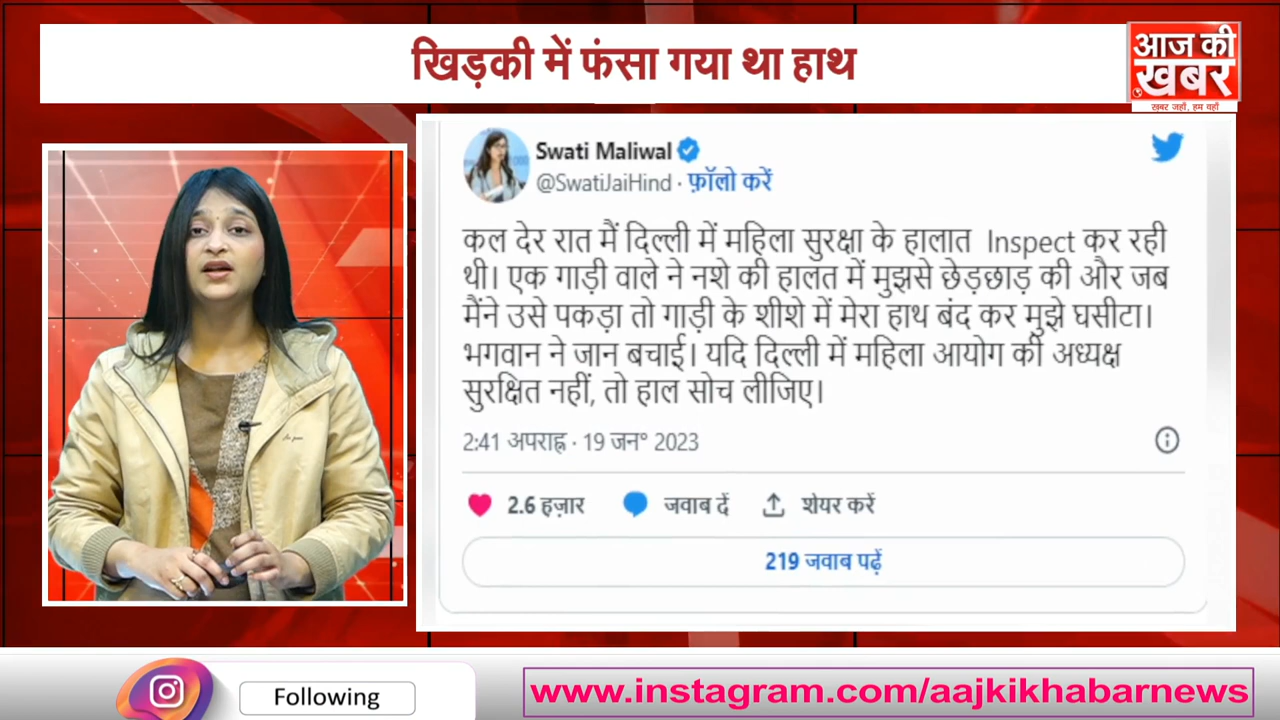 खिड़की में फंसा गया था हाथ
आज की
ख़बर
ख़बर जहाँ, हम वहाँ
Swati Maliwal
@SwatiJaiHind · फ़ॉलो करें
कल देर रात मैं दिल्ली में महिला सुरक्षा के हालात Inspect कर रही
थी। एक गाड़ी वाले ने नशे की हालत में मुझसे छेड़छाड़ की और जब
मैंने उसे पकड़ा तो गाड़ी के शीशे में मेरा हाथ बंद कर मुझे घसीटा।
भगवान ने जान बचाई। यदि दिल्ली में महिला आयोग की अध्यक्ष
सुरक्षित नहीं, तो हाल सोच लीजिए।
2:41 अपराह्न · 19 जन॰ 2023
2.6 हज़ार जवाब दें शेयर करें
219 जवाब पढ़ें
Following
www.instagram.com/aajkikhabarnews